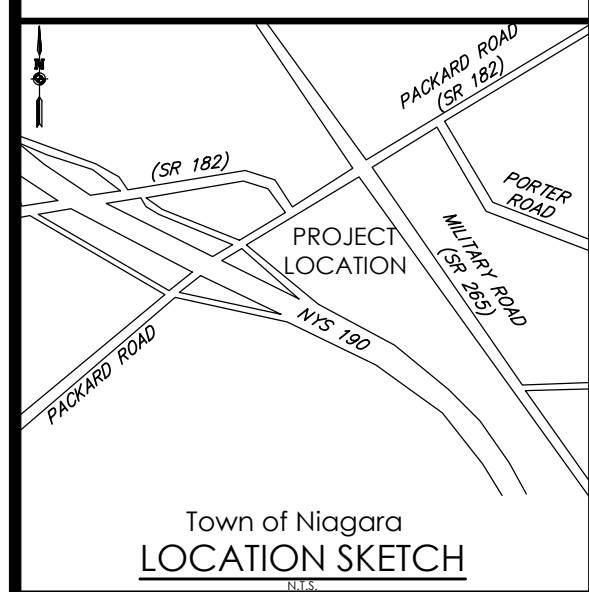 N
PACKARD ROAD
(SR 182)
(SR 182)
PORTER
ROAD
PROJECT
LOCATION
MILITARY ROAD
(SR 265)
NYS 190
PACKARD ROAD
Town of Niagara
LOCATION SKETCH
N.T.S.